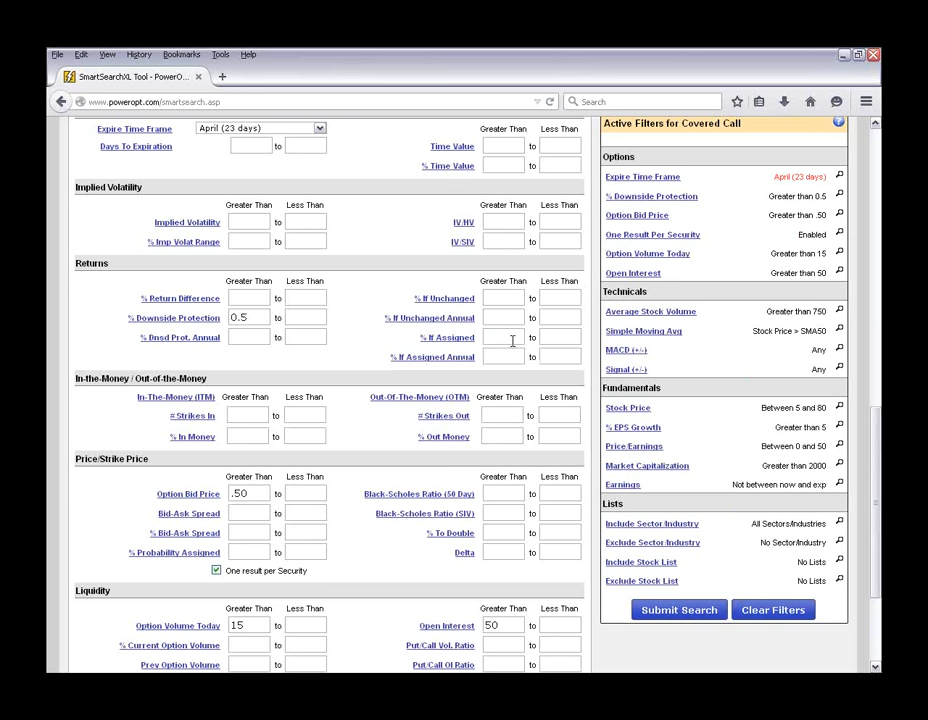 File Edit View History Bookmarks Tools Help
SmartSearchXL Tool - PowerO... × +
www.poweropt.com/smartsearch.asp Search
Expire Time Frame April (23 days) Greater Than Less Than
Days To Expiration to Time Value to
% Time Value to
Implied Volatility
Greater Than Less Than Greater Than Less Than
Implied Volatility to IV/HV to
% Imp Volat Range to IV/SIV to
Returns
Greater Than Less Than Greater Than Less Than
% Return Difference to % If Unchanged to
% Downside Protection 0.5 to % If Unchanged Annual to
% Dnsd Prot. Annual to % If Assigned to
% If Assigned Annual to
In-the-Money / Out-of-the-Money
In-The-Money (ITM) Greater Than Less Than Out-Of-The-Money (OTM) Greater Than Less Than
# Strikes In to # Strikes Out to
% In Money to % Out Money to
Price/Strike Price
Greater Than Less Than Greater Than Less Than
Option Bid Price .50 to Black-Scholes Ratio (50 Day) to
Bid-Ask Spread to Black-Scholes Ratio (SIV) to
% Bid-Ask Spread to % To Double to
% Probability Assigned to Delta to
One result per Security
Liquidity
Greater Than Less Than Greater Than Less Than
Option Volume Today 15 to Open Interest 50 to
% Current Option Volume to Put/Call Vol. Ratio to
Prev Option Volume to Put/Call OI Ratio to
Active Filters for Covered Call ?
Options
Expire Time Frame April (23 days)
% Downside Protection Greater than 0.5
Option Bid Price Greater than .50
One Result Per Security Enabled
Option Volume Today Greater than 15
Open Interest Greater than 50
Technicals
Average Stock Volume Greater than 750
Simple Moving Avg Stock Price > SMA50
MACD (+/-) Any
Signal (+/-) Any
Fundamentals
Stock Price Between 5 and 80
% EPS Growth Greater than 5
Price/Earnings Between 0 and 50
Market Capitalization Greater than 2000
Earnings Not between now and exp
Lists
Include Sector/Industry All Sectors/Industries
Exclude Sector/Industry No Sector/Industry
Include Stock List No Lists
Exclude Stock List No Lists
Submit Search Clear Filters